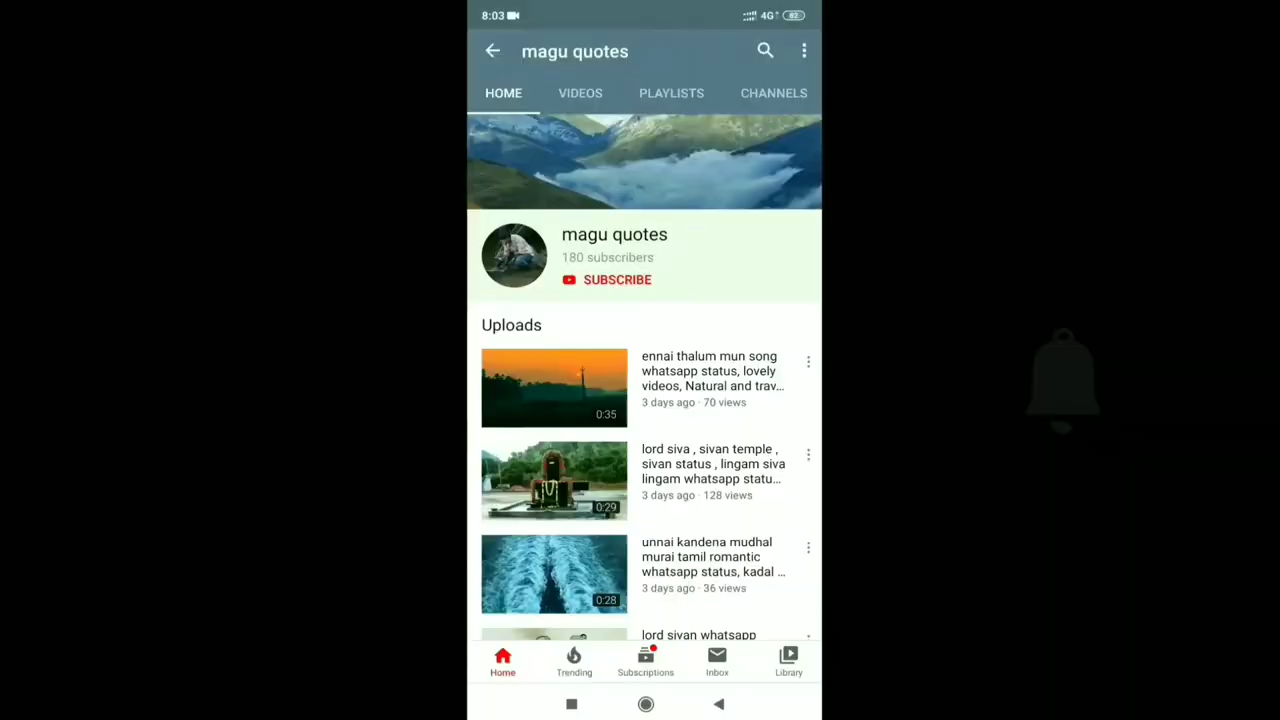 8:03 4G 82
magu quotes
HOME VIDEOS PLAYLISTS CHANNELS
magu quotes
180 subscribers
SUBSCRIBE
Uploads
ennai thalum mun song
whatsapp status, lovely
videos, Natural and trav...
3 days ago · 70 views
0:35
lord siva , sivan temple ,
sivan status , lingam siva
lingam whatsapp statu...
3 days ago · 128 views
0:29
unnai kandena mudhal
murai tamil romantic
whatsapp status, kadal ...
3 days ago · 36 views
0:28
lord sivan whatsapp
Home Trending Subscriptions Inbox Library